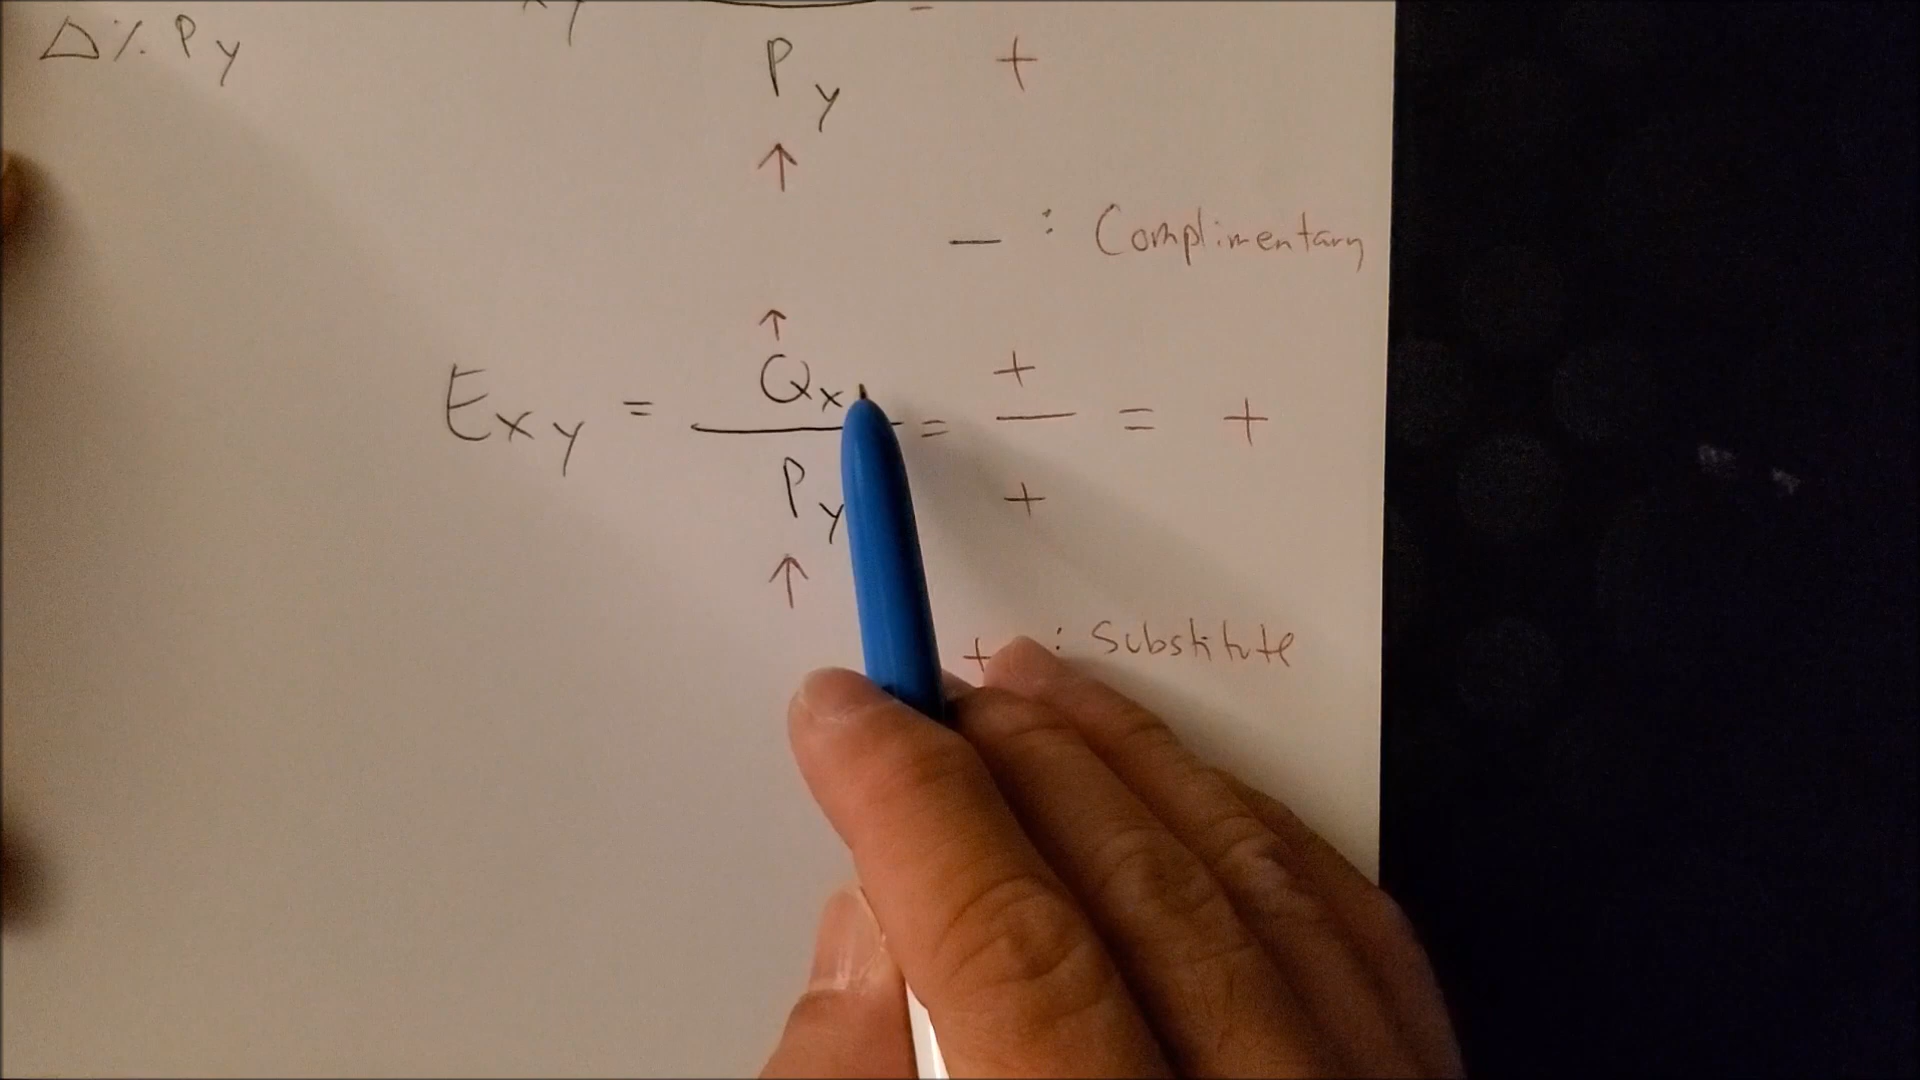 Δ% Py
Py = +
↑
— : Complimentary
↑
Exy = Qx / Py = + / + = +
↑
+ : Substitute